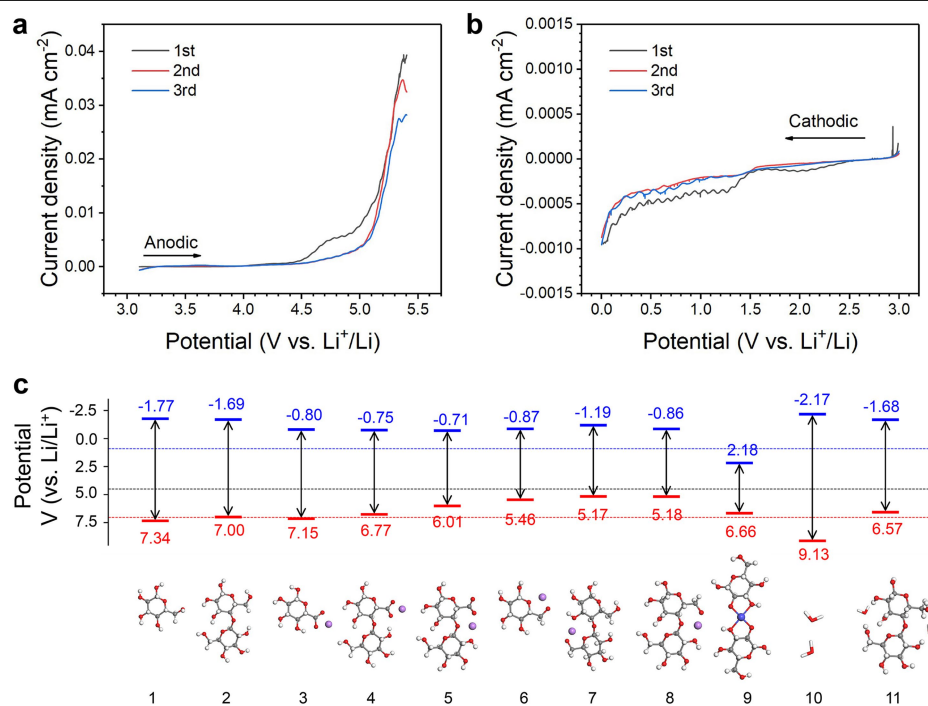 a
Current density (mA cm-2)
0.04
0.03
0.02
0.01
0.00
1st
2nd
3rd
Anodic
3.0 3.5 4.0 4.5 5.0 5.5
Potential (V vs. Li+/Li)
b
Current density (mA cm-2)
0.0015
0.0010
0.0005
0.0000
-0.0005
-0.0010
-0.0015
1st
2nd
3rd
Cathodic
0.0 0.5 1.0 1.5 2.0 2.5 3.0
Potential (V vs. Li+/Li)
c
Potential
V (vs. Li/Li+)
-2.5
0.0
2.5
5.0
7.5
-1.77 -1.69 -0.80 -0.75 -0.71 -0.87 -1.19 -0.86 2.18 -2.17 -1.68
7.34 7.00 7.15 6.77 6.01 5.46 5.17 5.18 6.66 9.13 6.57
1 2 3 4 5 6 7 8 9 10 11